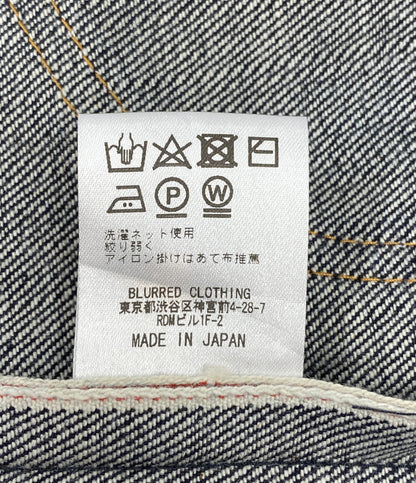 P W
洗濯ネット使用
絞り弱く
アイロン掛けはあて布推薦
BLURRED CLOTHING
東京都渋谷区神宮前4-28-7
RDMビル1F-2
MADE IN JAPAN